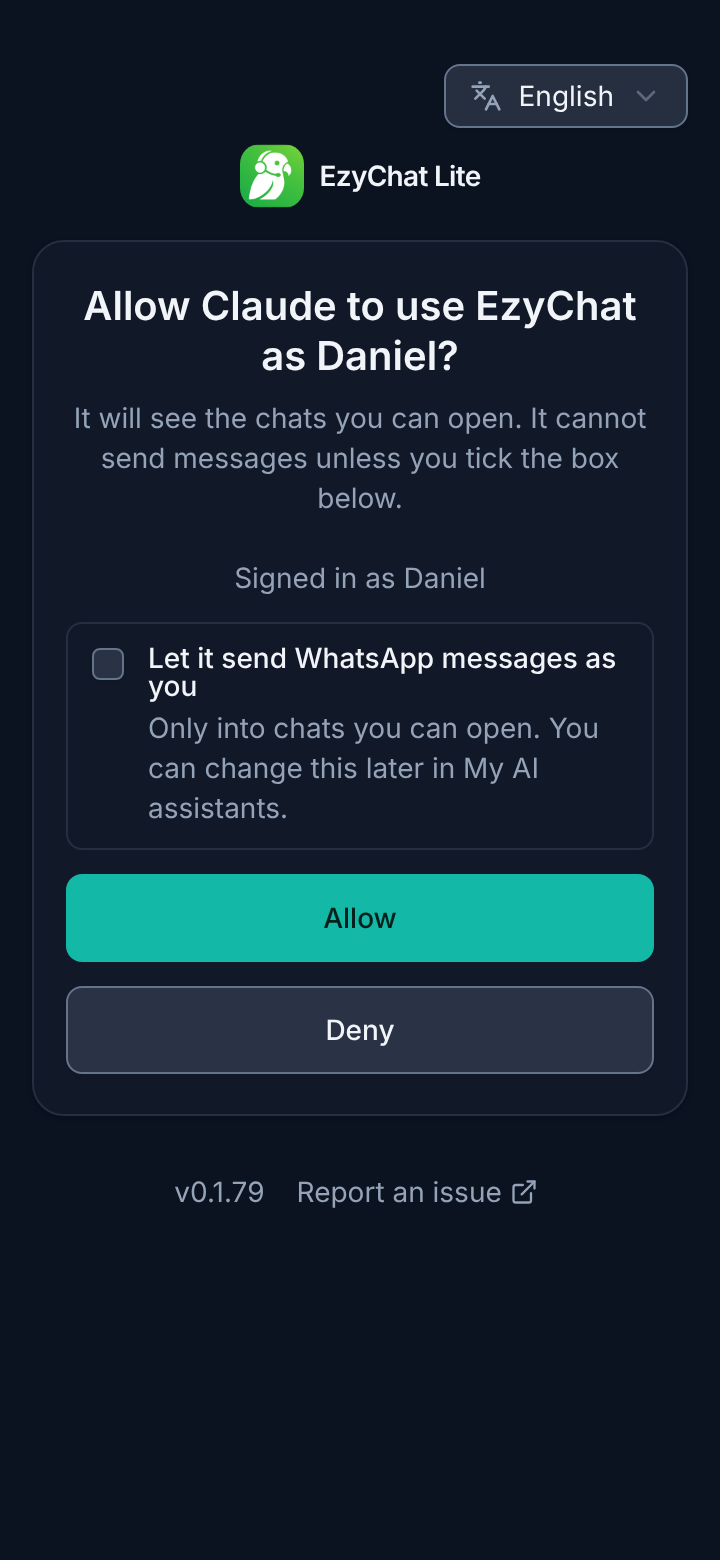 English
EzyChat Lite
Allow Claude to use EzyChat
as Daniel?
It will see the chats you can open. It cannot
send messages unless you tick the box
below.
Signed in as Daniel
Let it send WhatsApp messages as
you
Only into chats you can open. You
can change this later in My AI
assistants.
Allow
Deny
v0.1.79 Report an issue